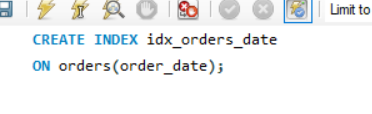 Limit to
CREATE INDEX idx_orders_date
ON orders(order_date);